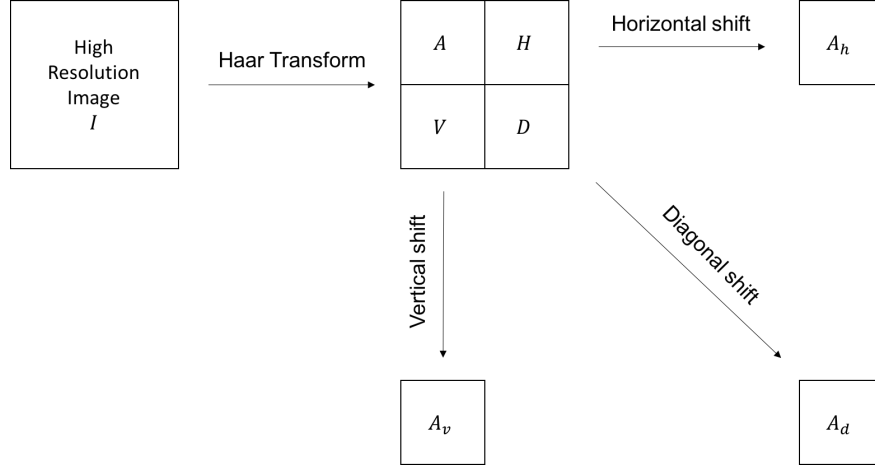 High
Resolution
Image
I
Haar Transform
A
H
V
D
Horizontal shift
A_h
Vertical shift
Diagonal shift
A_v
A_d